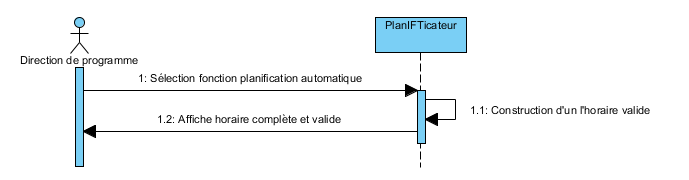 PlanIFTicateur
Direction de programme
1: Sélection fonction planification automatique
1.1: Construction d'un l'horaire valide
1.2: Affiche horaire complète et valide